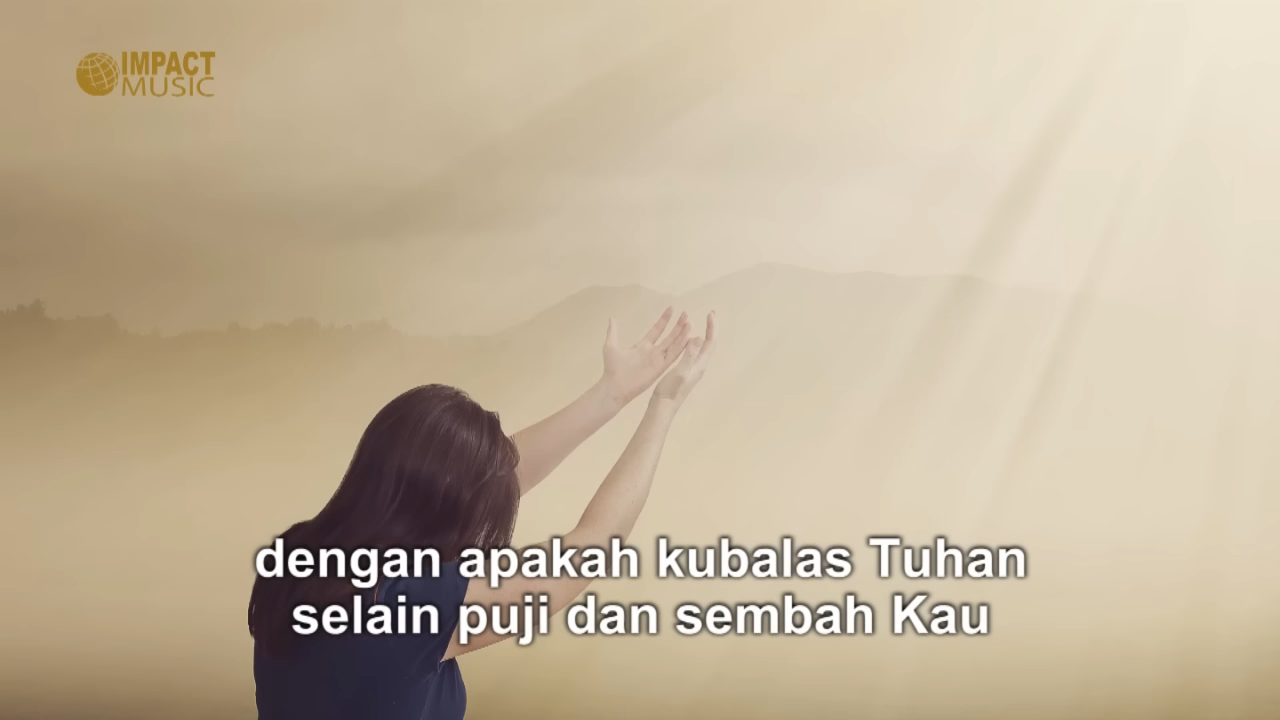 IMPACT
MUSIC
dengan apakah kubalas Tuhan
selain puji dan sembah Kau